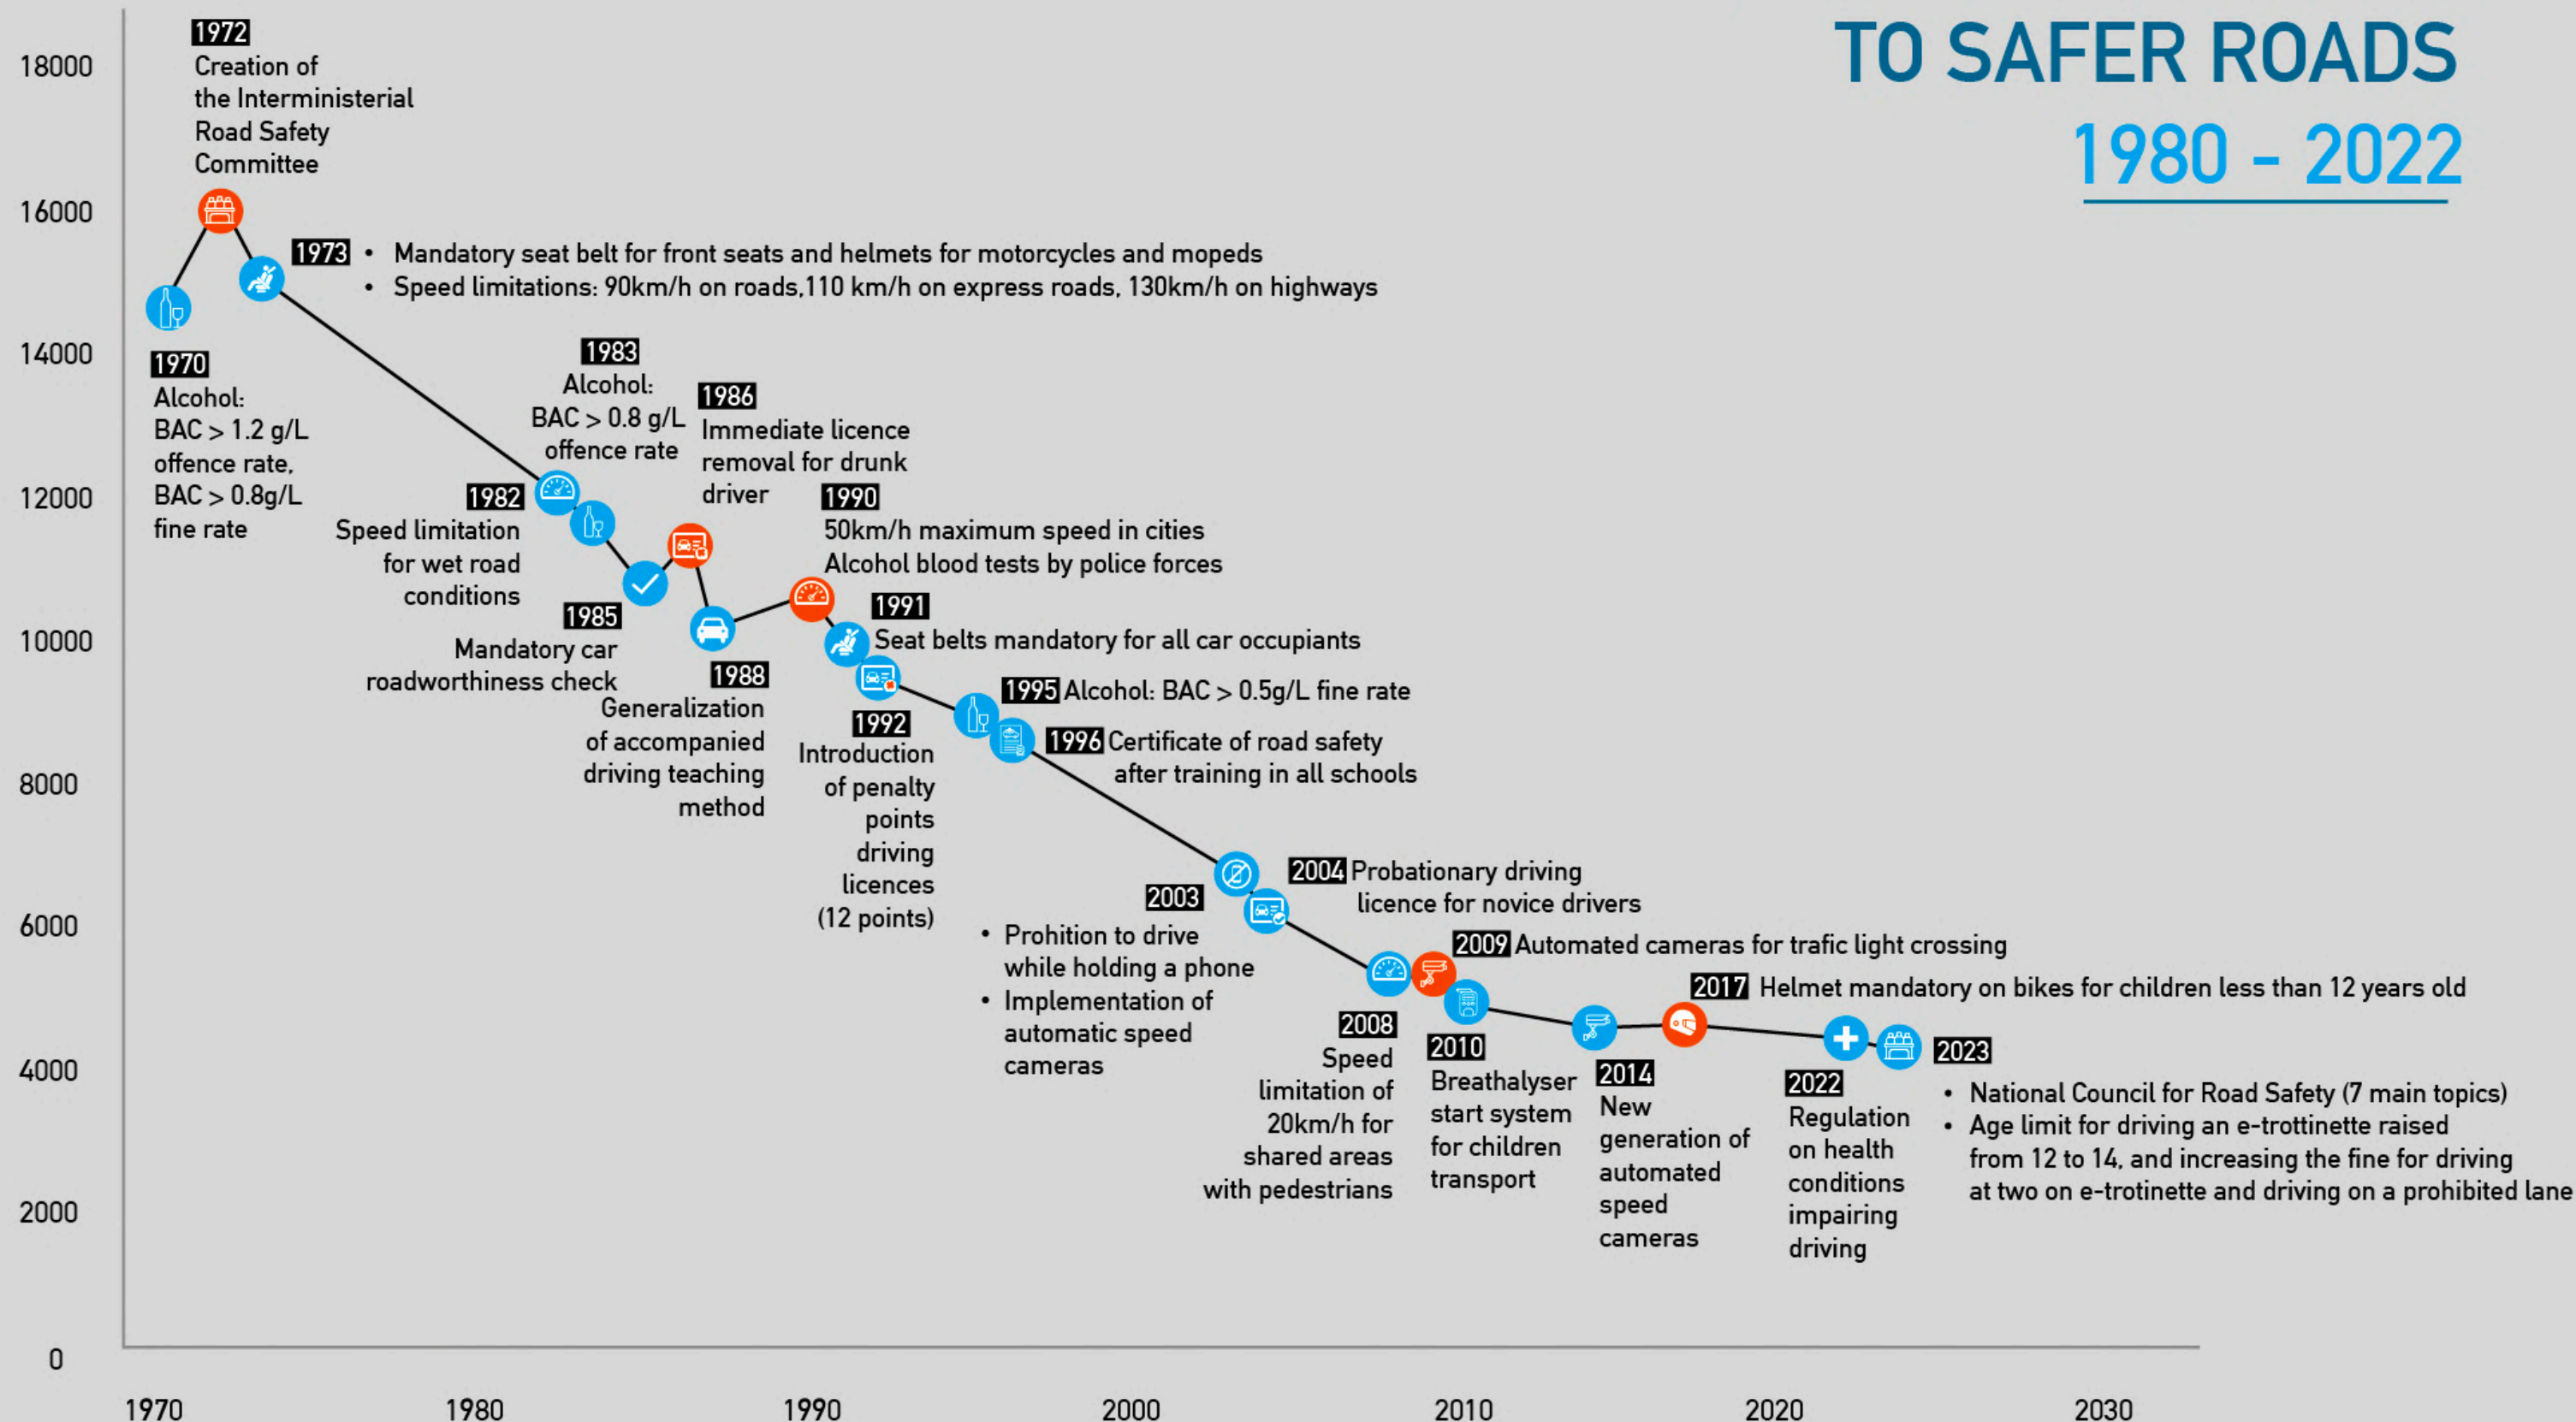 TO SAFER ROADS
1980 - 2022
18000
16000
14000
12000
10000
8000
6000
4000
2000
0
1972
Creation of
the Interministerial
Road Safety
Committee
1973
• Mandatory seat belt for front seats and helmets for motorcycles and mopeds
• Speed limitations: 90km/h on roads,110 km/h on express roads, 130km/h on highways
1970
Alcohol:
BAC > 1.2 g/L
offence rate,
BAC > 0.8g/L
fine rate
1983
Alcohol:
BAC > 0.8 g/L
offence rate
1986
Immediate licence
removal for drunk
driver
1982
Speed limitation
for wet road
conditions
1990
50km/h maximum speed in cities
Alcohol blood tests by police forces
1985
Mandatory car
roadworthiness check
1991
Seat belts mandatory for all car occupiants
1988
Generalization
of accompanied
driving teaching
method
1992
Introduction
of penalty
points
driving
licences
(12 points)
1995 Alcohol: BAC > 0.5g/L fine rate
1996 Certificate of road safety
after training in all schools
2003
• Prohition to drive
while holding a phone
• Implementation of
automatic speed
cameras
2004 Probationary driving
licence for novice drivers
2009 Automated cameras for trafic light crossing
2017 Helmet mandatory on bikes for children less than 12 years old
2008
Speed
limitation of
20km/h for
shared areas
with pedestrians
2010
Breathalyser
start system
for children
transport
2014
New
generation of
automated
speed
cameras
2022
Regulation
on health
conditions
impairing
driving
2023
• National Council for Road Safety (7 main topics)
• Age limit for driving an e-trottinette raised
from 12 to 14, and increasing the fine for driving
at two on e-trotinette and driving on a prohibited lane
1970
1980
1990
2000
2010
2020
2030